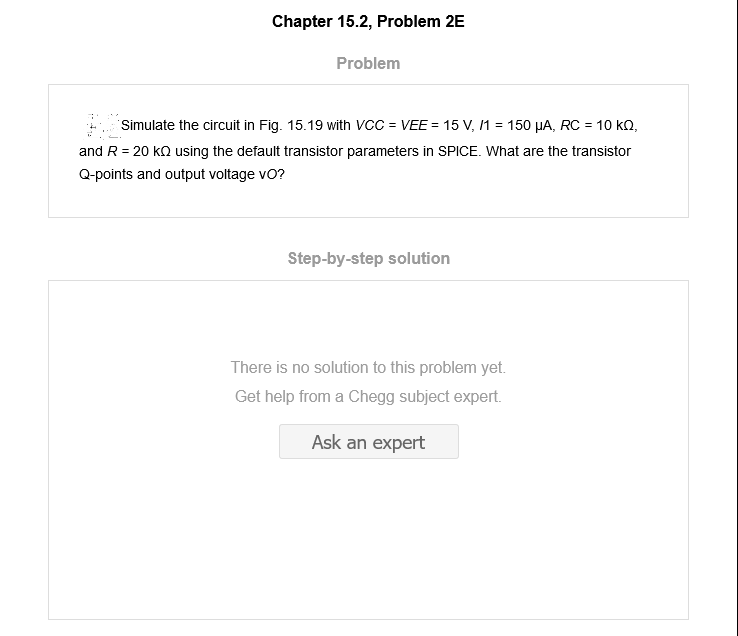 Chapter 15.2, Problem 2E
Problem
Simulate the circuit in Fig. 15.19 with VCC = VEE = 15 V, I1 = 150 μA, RC = 10 kΩ,
and R = 20 kΩ using the default transistor parameters in SPICE. What are the transistor
Q-points and output voltage vO?
Step-by-step solution
There is no solution to this problem yet.
Get help from a Chegg subject expert.
Ask an expert